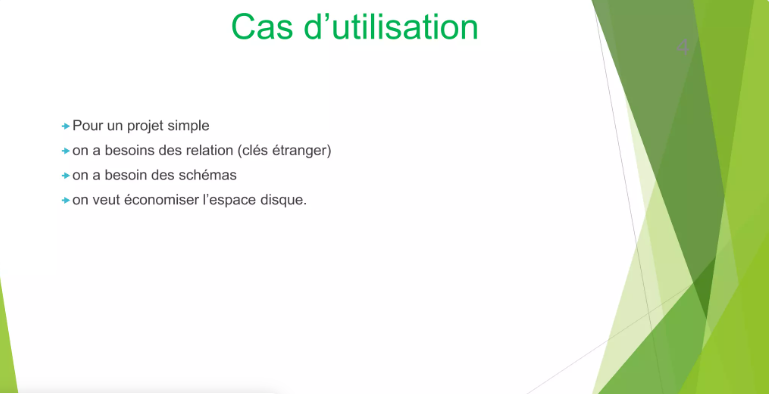 Cas d’utilisation
Pour un projet simple
on a besoins des relation (clés étranger)
on a besoin des schémas
on veut économiser l’espace disque.